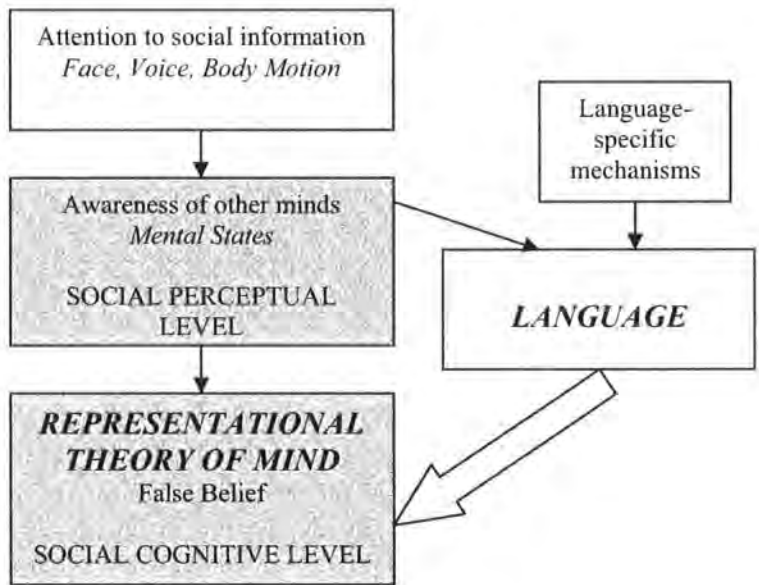 Attention to social information
Face, Voice, Body Motion
Language-
specific
mechanisms
Awareness of other minds
Mental States
SOCIAL PERCEPTUAL
LEVEL
LANGUAGE
REPRESENTATIONAL
THEORY OF MIND
False Belief
SOCIAL COGNITIVE LEVEL